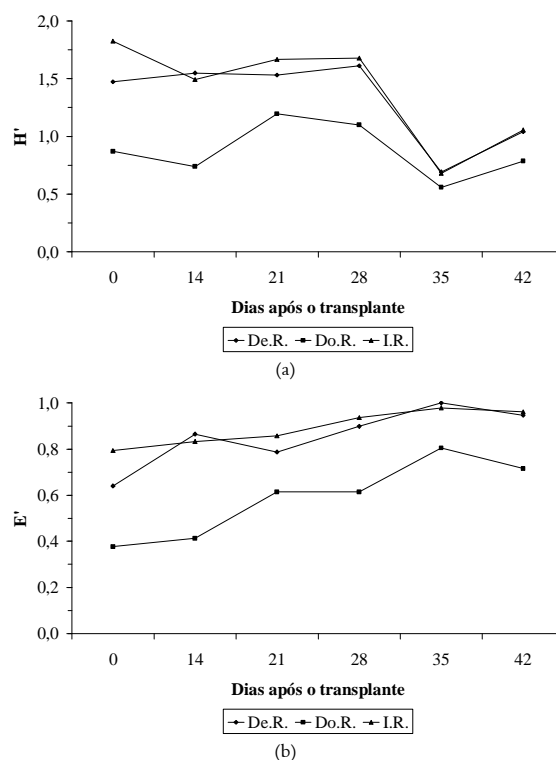 2,0
1,5
1,0
0,5
0,0
H'
0 14 21 28 35 42
Dias após o transplante
De.R. Do.R. I.R.
(a)
1,0
0,8
0,6
0,4
0,2
0,0
E'
0 14 21 28 35 42
Dias após o transplante
De.R. Do.R. I.R.
(b)